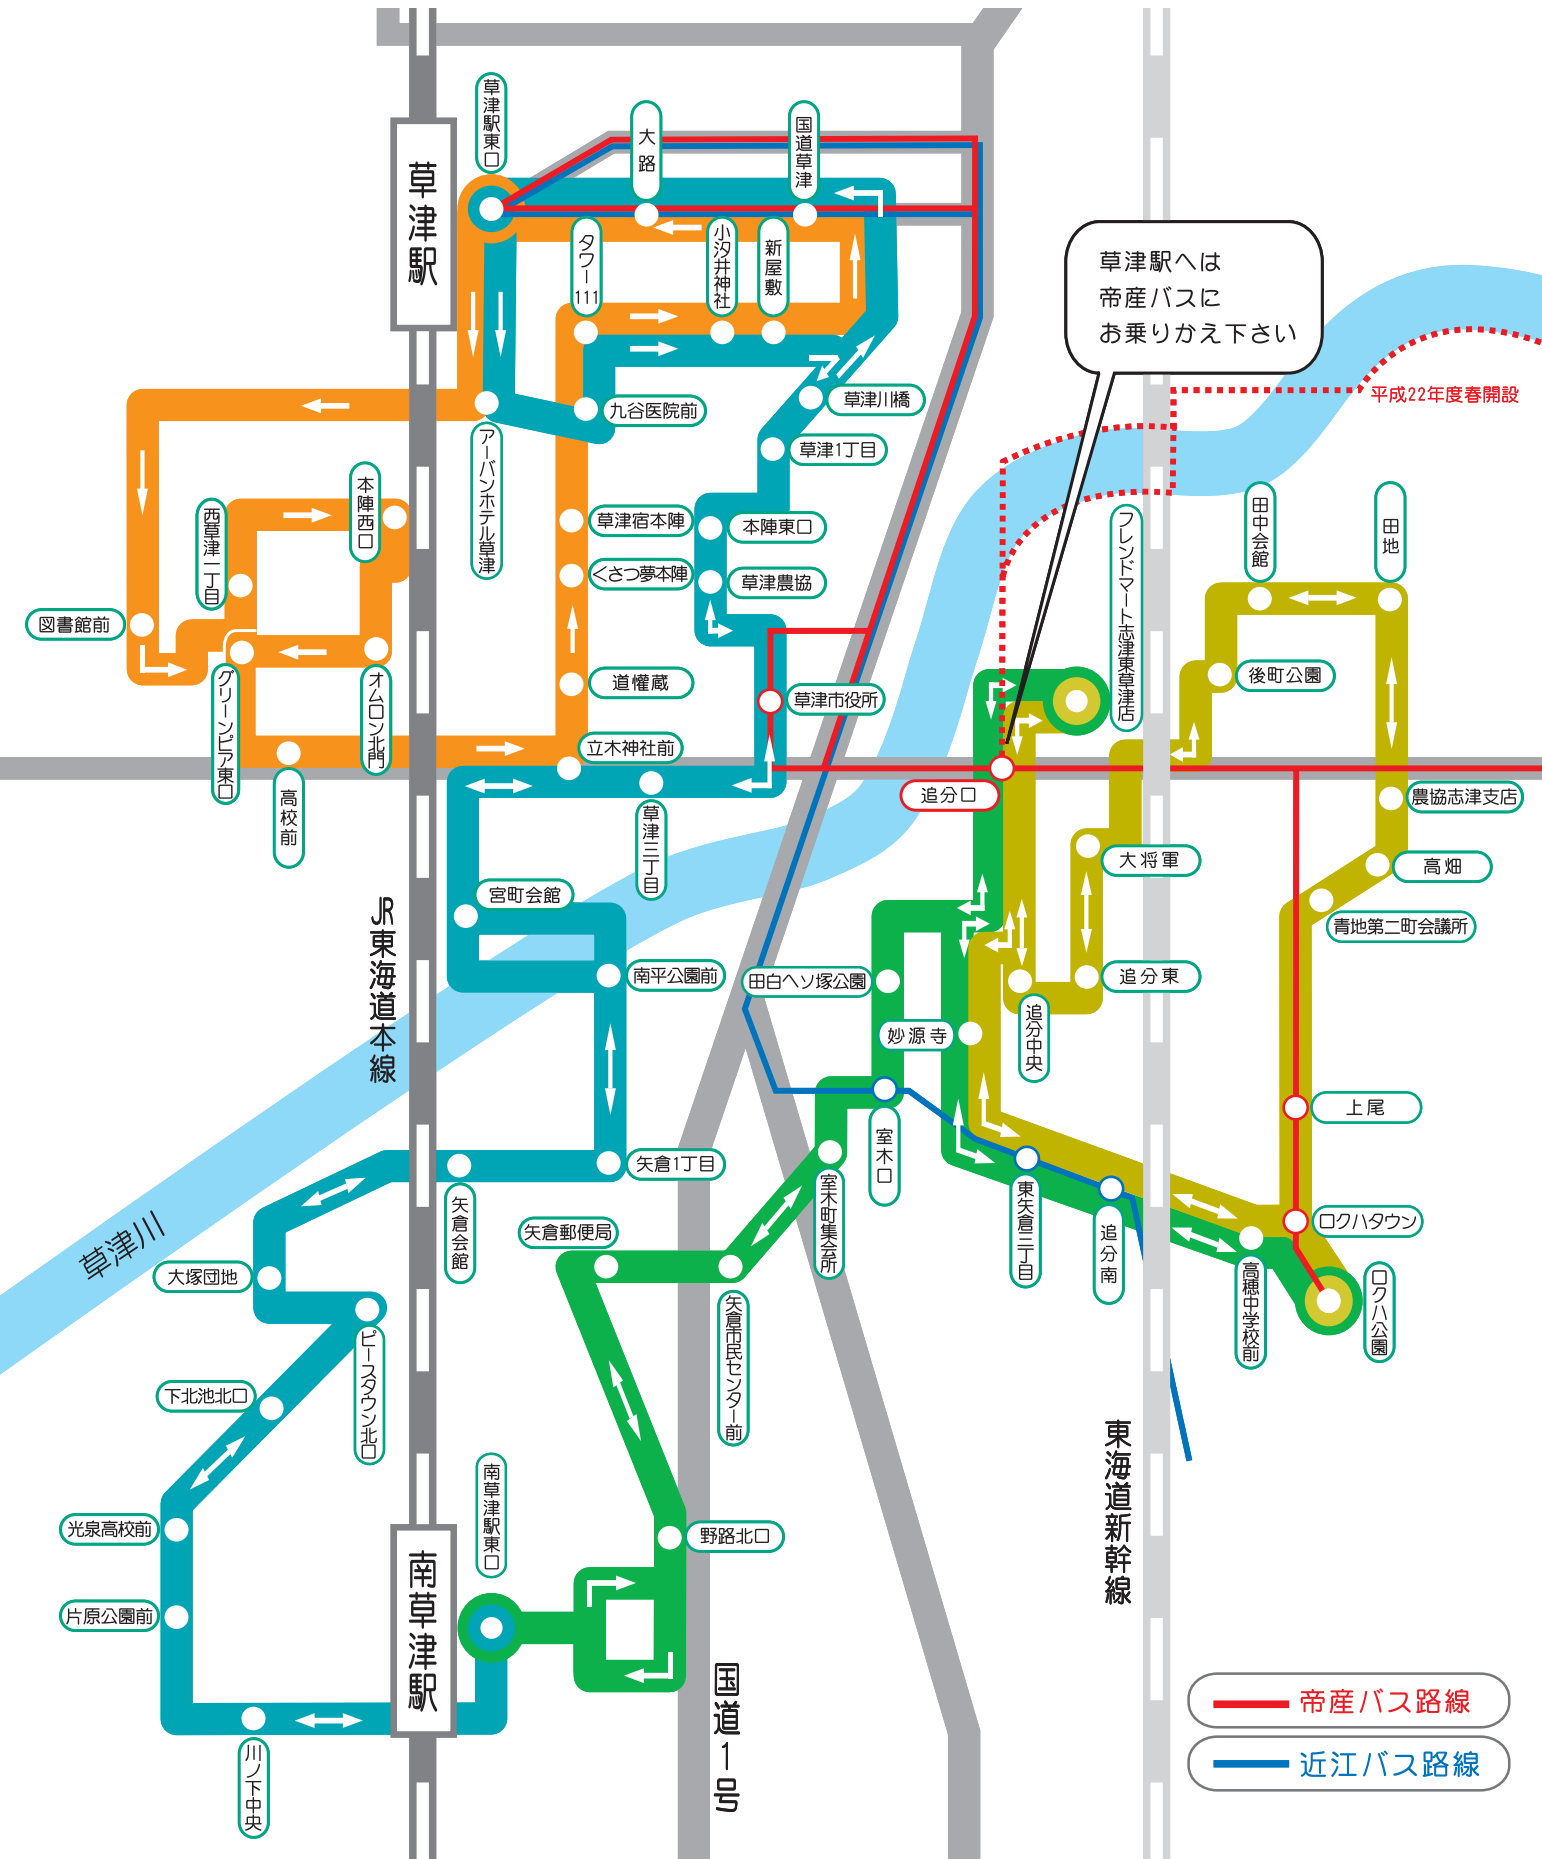 草津駅東口
大路
国道草津
草津駅
タワー111
小汐井神社
新屋敷
草津駅へは
帝産バスに
お乗りかえ下さい
平成22年度春開設
九谷医院前
草津川橋
草津1丁目
アーバンホテル草津
本陣西口
西草津一丁目
草津宿本陣
本陣東口
くさつ夢本陣
草津農協
図書館前
グリーンピア東口
オムロン北門
道懽蔵
草津市役所
立木神社前
高校前
草津三丁目
フレンドマート志津東草津店
田中会館
田地
後町公園
追分口
農協志津支店
大将軍
高畑
青地第二町会議所
追分東
追分中央
宮町会館
JR東海道本線
南平公園前
田白ヘソ塚公園
妙源寺
室木口
上尾
矢倉1丁目
矢倉会館
草津川
矢倉郵便局
室木町集会所
東矢倉三丁目
追分南
高穂中学校前
ロクハタウン
ロクハ公園
大塚団地
ピースタウン北口
矢倉市民センター前
下北池北口
東海道新幹線
南草津駅東口
光泉高校前
野路北口
南草津駅
片原公園前
国道1号
川ノ下中央
帝産バス路線
近江バス路線